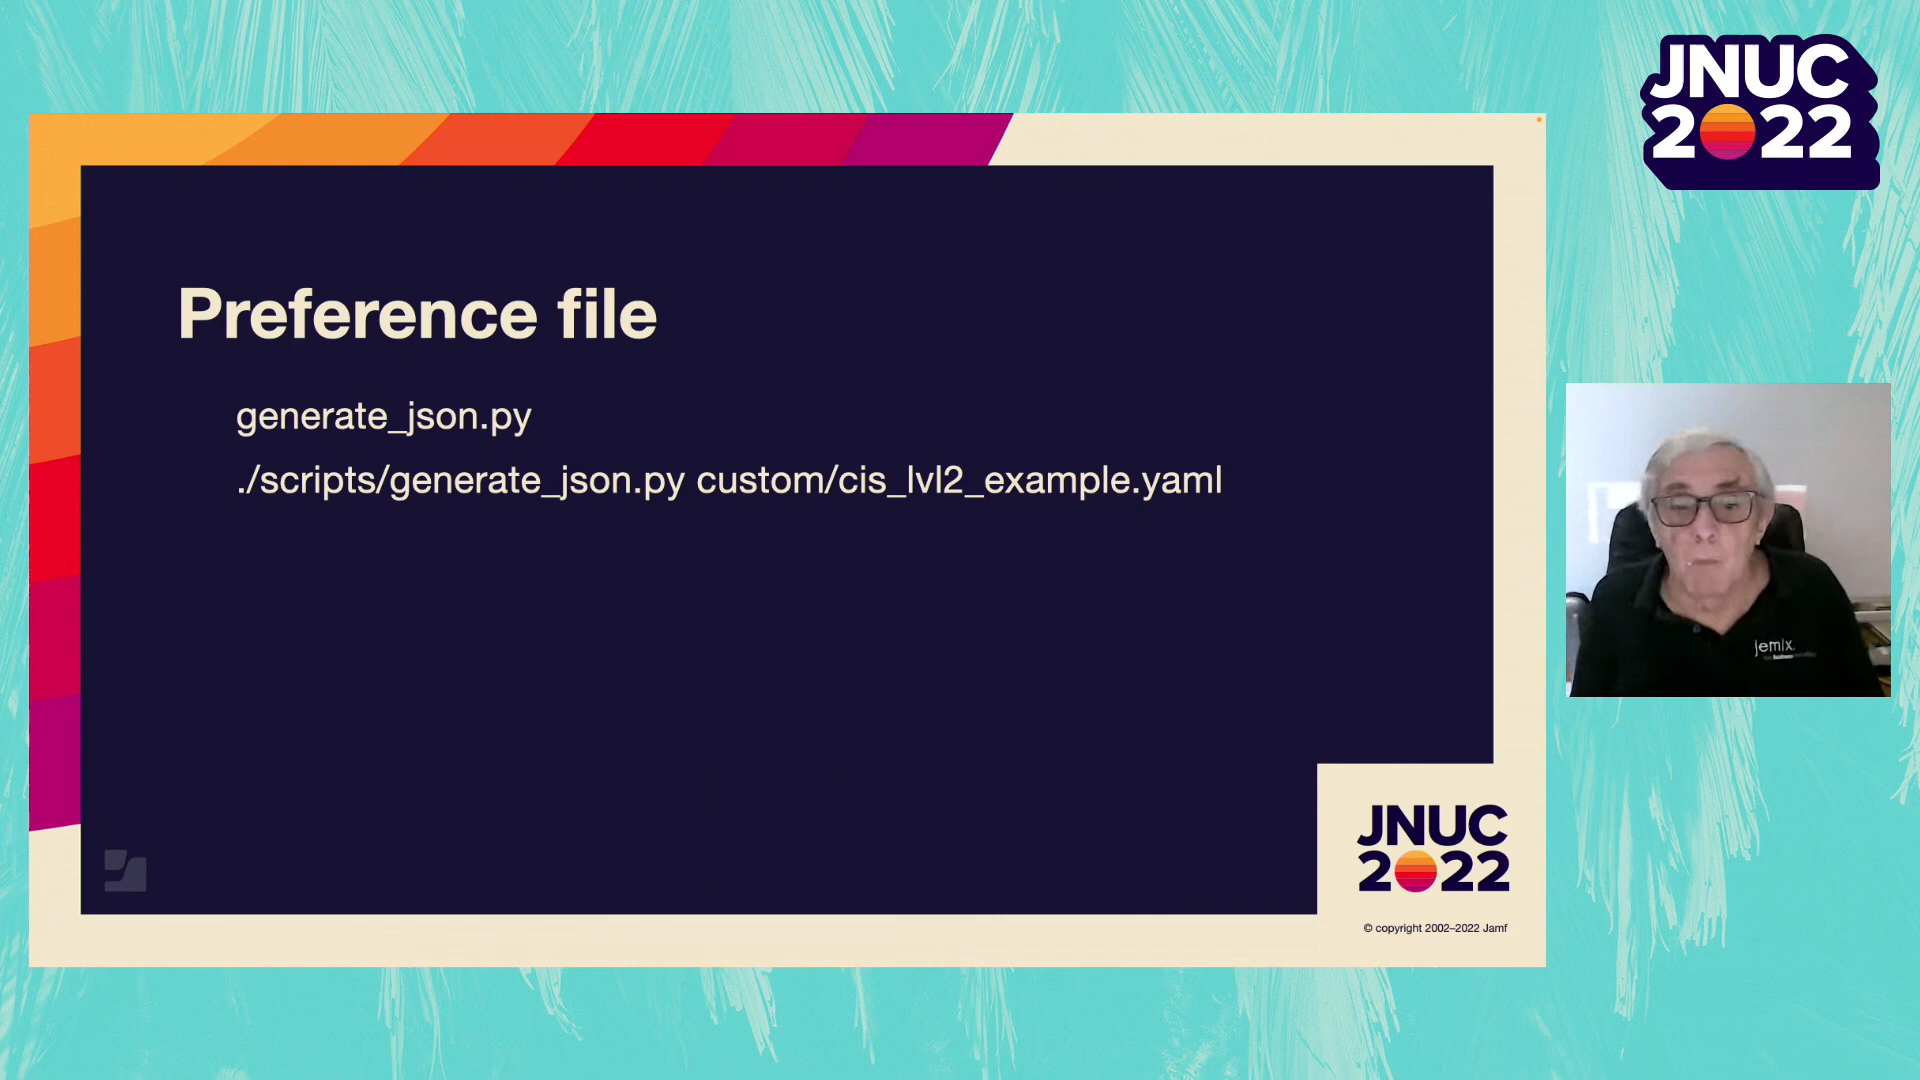 JNUC
2022
Preference file
generate_json.py
./scripts/generate_json.py custom/cis_lvl2_example.yaml
jemix.
JNUC
2022
© copyright 2002–2022 Jamf